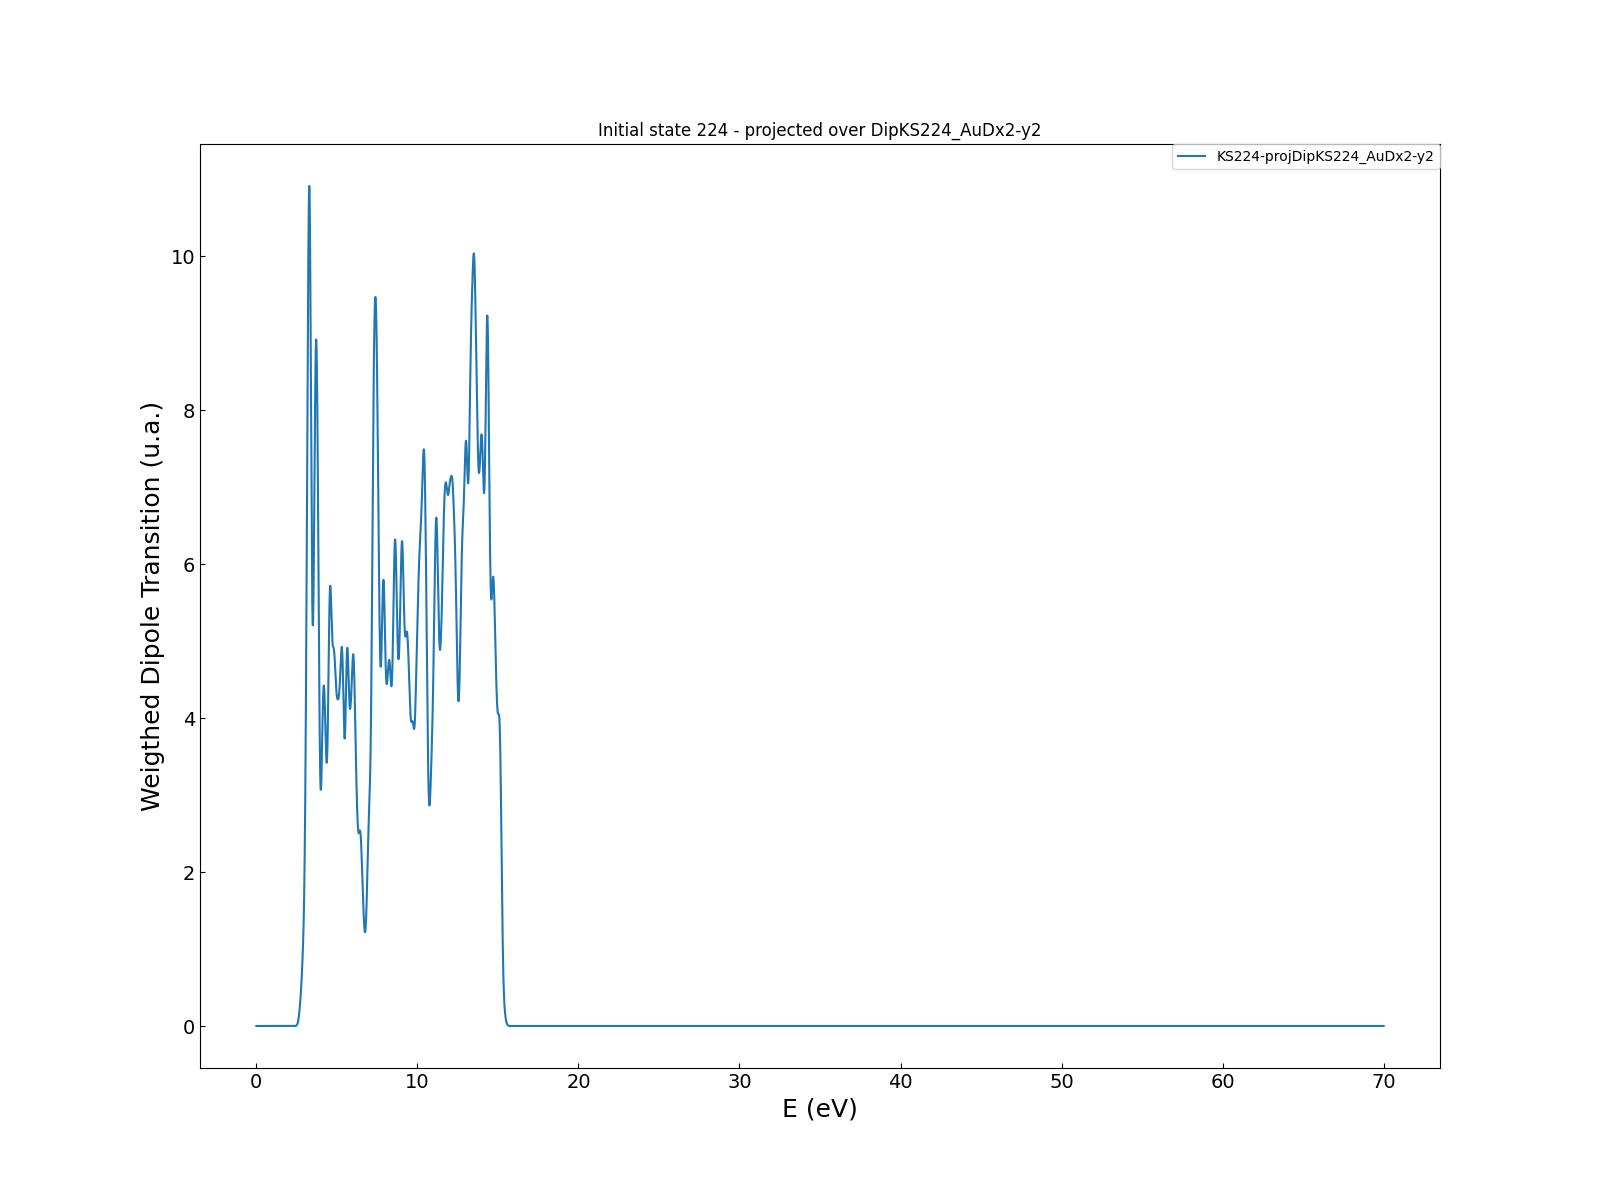 Initial state 224 - projected over DipKS224_AuDx2-y2
KS224-projDipKS224_AuDx2-y2
Weigthed Dipole Transition (u.a.)
10
8
6
4
2
0
0 10 20 30 40 50 60 70
E (eV)